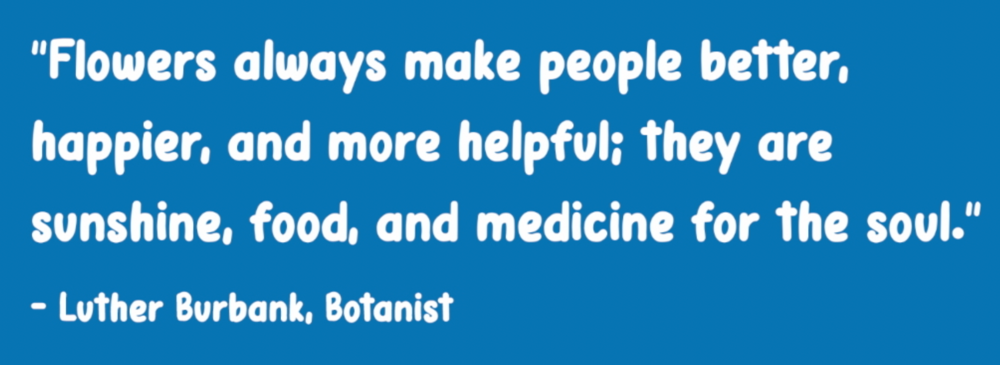 "Flowers always make people better,
happier, and more helpful; they are
sunshine, food, and medicine for the soul."
- Luther Burbank, Botanist